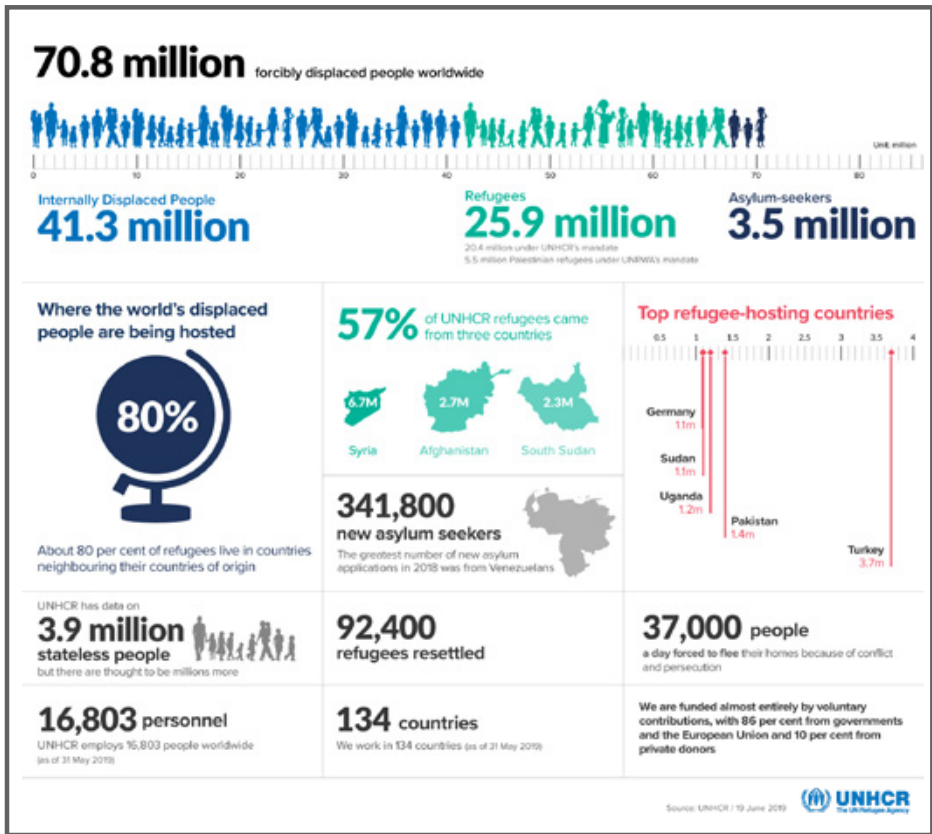 70.8 million forcibly displaced people worldwide
Unit: million
0 10 20 30 40 50 60 70 80
Internally Displaced People
41.3 million
Refugees
25.9 million
20.4 million under UNHCR's mandate
5.5 million Palestinian refugees under UNRWA's mandate
Asylum-seekers
3.5 million
Where the world's displaced
people are being hosted
80%
About 80 per cent of refugees live in countries
neighbouring their countries of origin
57% of UNHCR refugees came
from three countries
6.7M 2.7M 2.3M
Syria Afghanistan South Sudan
341,800
new asylum seekers
The greatest number of new asylum
applications in 2018 was from Venezuelans
Top refugee-hosting countries
0.5 1 1.5 2 2.5 3 3.5 4
Germany
1.1m
Sudan
1.1m
Uganda
1.2m
Pakistan
1.4m
Turkey
3.7m
UNHCR has data on
3.9 million
stateless people
but there are thought to be millions more
92,400
refugees resettled
37,000 people
a day forced to flee their homes because of conflict
and persecution
16,803 personnel
UNHCR employs 16,803 people worldwide
(as of 31 May 2019)
134 countries
We work in 134 countries (as of 31 May 2019)
We are funded almost entirely by voluntary
contributions, with 86 per cent from governments
and the European Union and 10 per cent from
private donors
Source: UNHCR / 19 June 2019
UNHCR
The UN Refugee Agency